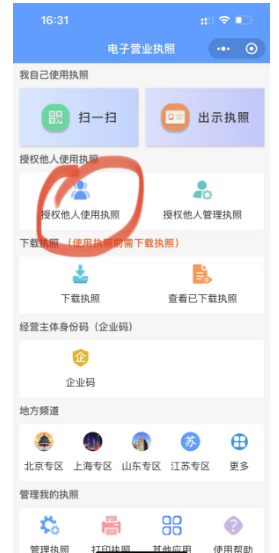 16:31
电子营业执照
我自己使用执照
扫一扫
出示执照
授权他人使用执照
授权他人使用执照
授权他人管理执照
下载执照 (使用执照前需下载执照)
下载执照
查看已下载执照
经营主体身份码 (企业码)
企
企业码
地方频道
苏
北京专区
上海专区
山东专区
江苏专区
更多
管理我的执照
管理执照
打印执照
其他应用
使用帮助